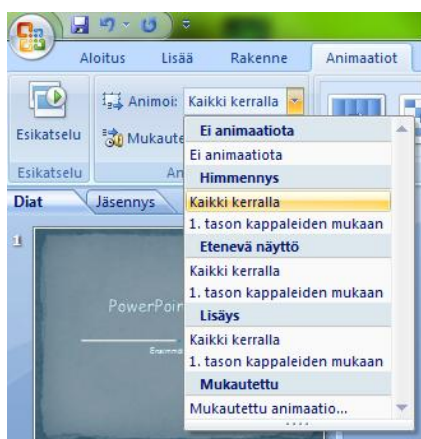 Aloitus Lisää Rakenne Animaatiot
Animoi: Kaikki kerralla
Esikatselu
Esikatselu
Ei animaatiota
Ei animaatiota
Himmennys
Kaikki kerralla
1. tason kappaleiden mukaan
Etenevä näyttö
Kaikki kerralla
1. tason kappaleiden mukaan
Lisäys
Kaikki kerralla
1. tason kappaleiden mukaan
Mukautettu
Mukautettu animaatio...
Diat Jäsennys
1